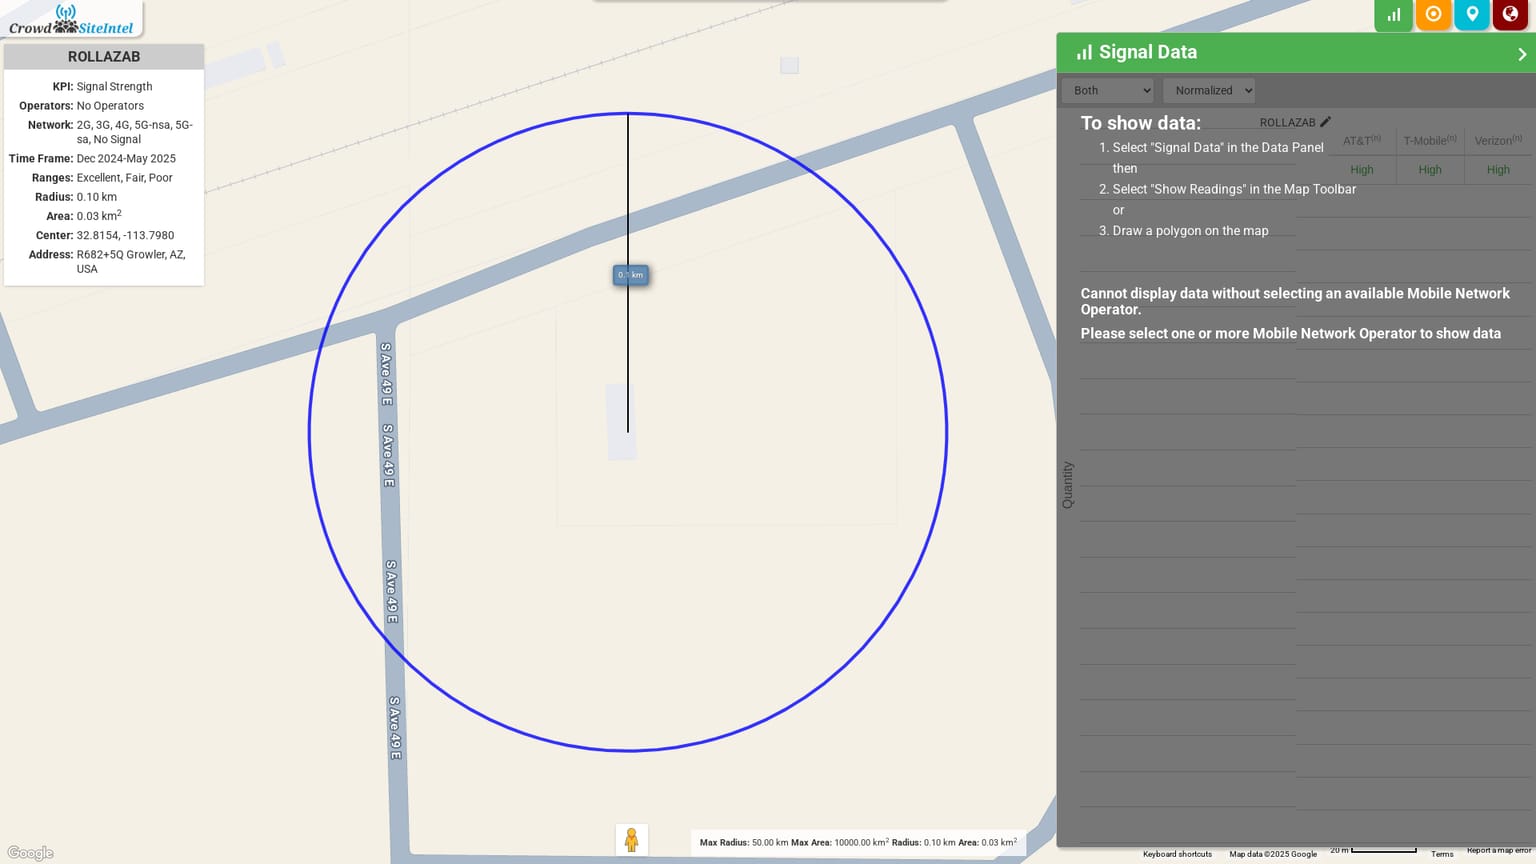 Crowd SiteIntel
ROLLAZAB
KPI: Signal Strength
Operators: No Operators
Network: 2G, 3G, 4G, 5G-nsa, 5G-
sa, No Signal
Time Frame: Dec 2024-May 2025
Ranges: Excellent, Fair, Poor
Radius: 0.10 km
Area: 0.03 km²
Center: 32.8154, -113.7980
Address: R682+5Q Growler, AZ,
USA
0.1 km
S Ave 49 E
S Ave 49 E
S Ave 49 E
S Ave 49 E
Signal Data
Both Normalized
To show data:
ROLLAZAB
AT&T(n) T-Mobile(n) Verizon(n)
High High High
1. Select "Signal Data" in the Data Panel
then
2. Select "Show Readings" in the Map Toolbar
or
3. Draw a polygon on the map
Cannot display data without selecting an available Mobile Network
Operator.
Please select one or more Mobile Network Operator to show data
Quantity
Max Radius: 50.00 km Max Area: 10000.00 km² Radius: 0.10 km Area: 0.03 km²
Google
Keyboard shortcuts Map data ©2025 Google 20 m Terms Report a map error